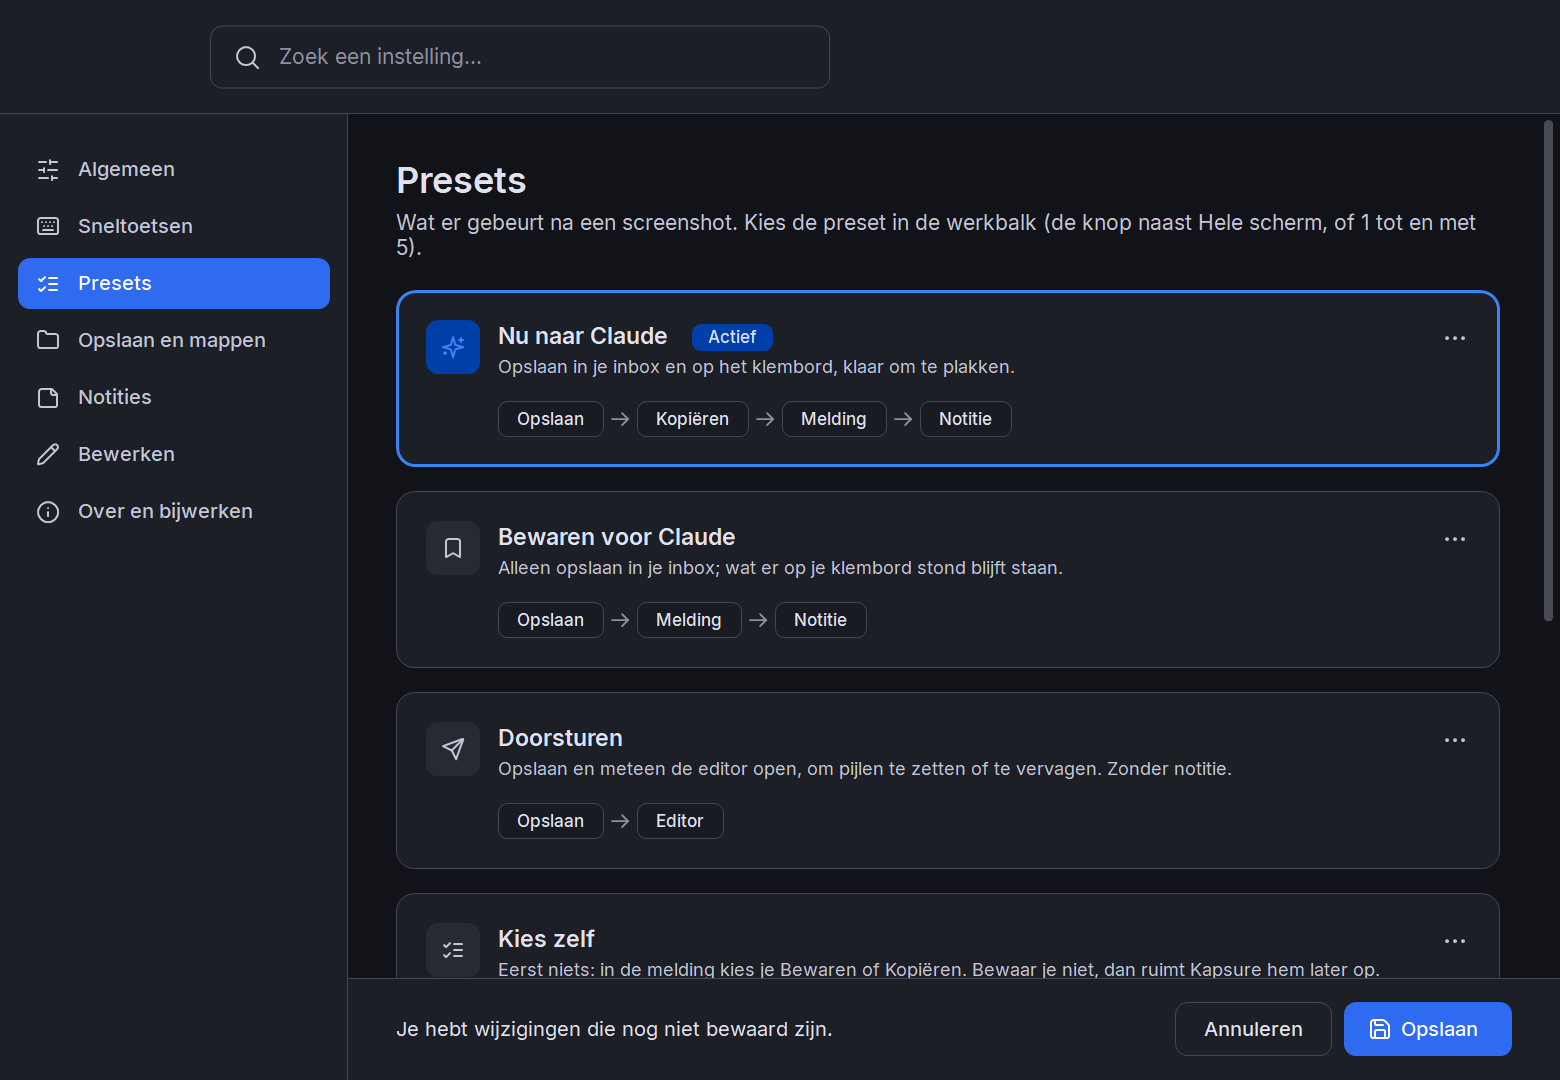 Zoek een instelling...
Algemeen
Sneltoetsen
Presets
Opslaan en mappen
Notities
Bewerken
Over en bijwerken
Presets
Wat er gebeurt na een screenshot. Kies de preset in de werkbalk (de knop naast Hele scherm, of 1 tot en met
5).
Nu naar Claude Actief
Opslaan in je inbox en op het klembord, klaar om te plakken.
Opslaan → Kopiëren → Melding → Notitie
Bewaren voor Claude
Alleen opslaan in je inbox; wat er op je klembord stond blijft staan.
Opslaan → Melding → Notitie
Doorsturen
Opslaan en meteen de editor open, om pijlen te zetten of te vervagen. Zonder notitie.
Opslaan → Editor
Kies zelf
Eerst niets: in de melding kies je Bewaren of Kopiëren. Bewaar je niet, dan ruimt Kapsure hem later op.
Je hebt wijzigingen die nog niet bewaard zijn.
Annuleren
Opslaan